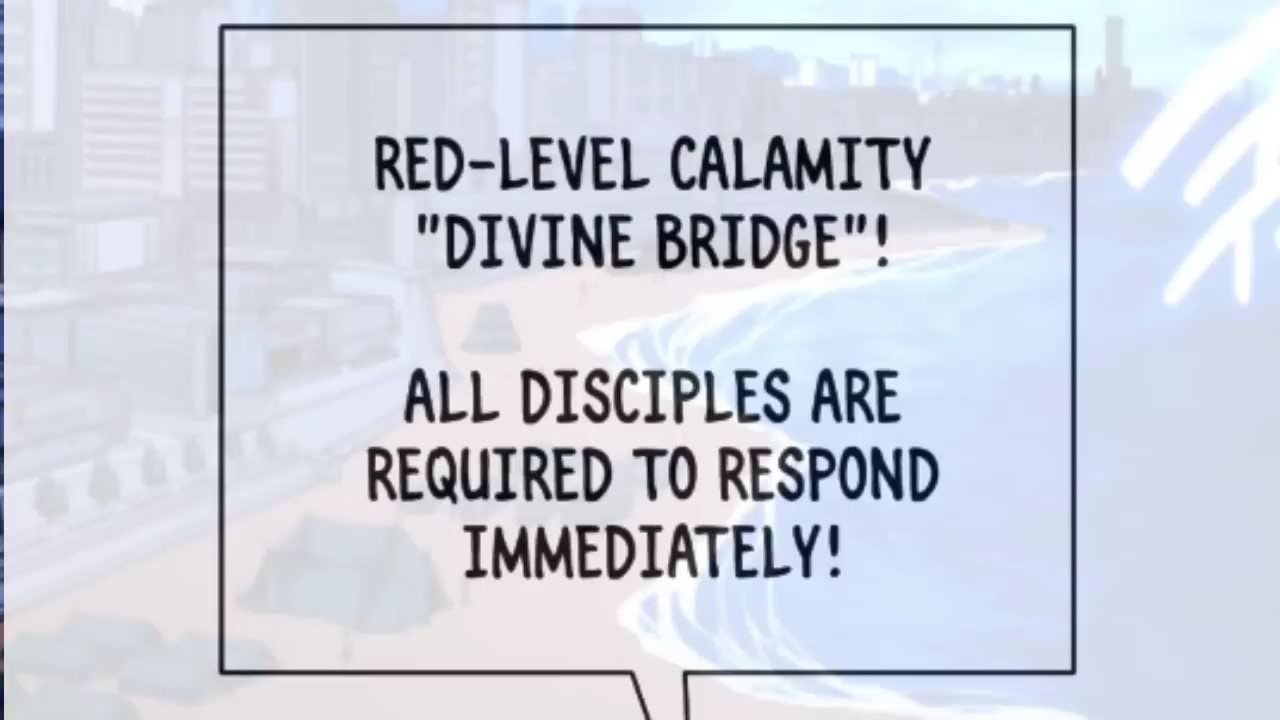 RED-LEVEL CALAMITY
"DIVINE BRIDGE"!
ALL DISCIPLES ARE
REQUIRED TO RESPOND
IMMEDIATELY!